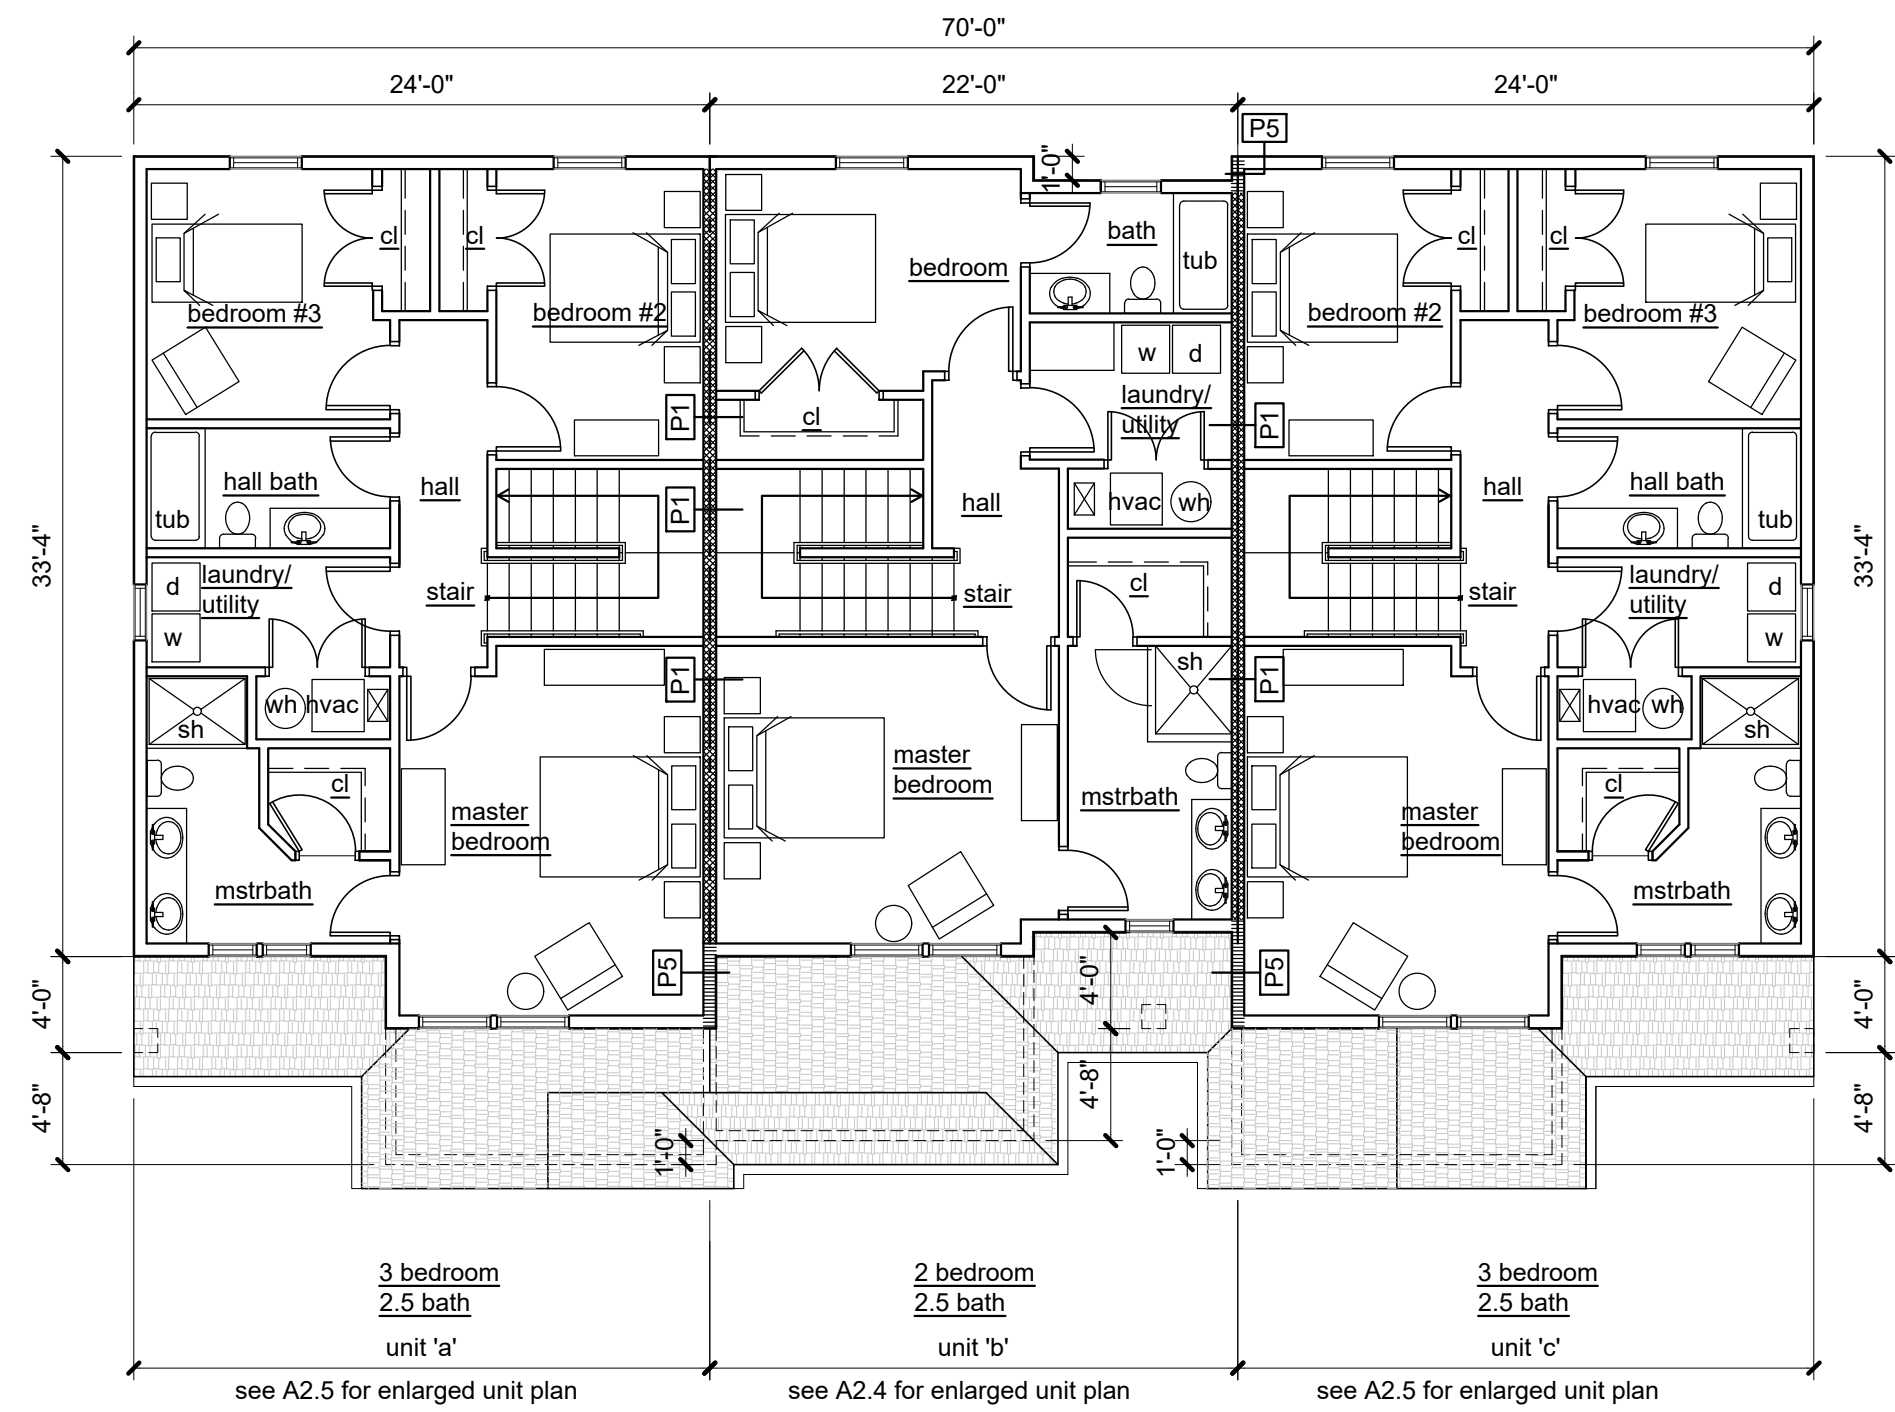 70'-0"
24'-0"
22'-0"
24'-0"
P5
1'-0"
cl
cl
bedroom #3
bedroom #2
bedroom
bath
tub
cl
cl
bedroom #2
bedroom #3
w
d
laundry/
utility
P1
cl
P1
hall bath
tub
hall
P1
hall
hvac
wh
hall
hall bath
tub
33'-4"
33'-4"
d
w
laundry/
utility
stair
stair
cl
stair
laundry/
utility
d
w
sh
wh
hvac
P1
sh
P1
hvac
wh
sh
cl
master
bedroom
master
bedroom
mstrbath
master
bedroom
cl
mstrbath
mstrbath
P5
P5
4'-0"
4'-0"
4'-0"
4'-8"
4'-8"
4'-8"
1'-0"
1'-0"
3 bedroom
2.5 bath
2 bedroom
2.5 bath
3 bedroom
2.5 bath
unit 'a'
unit 'b'
unit 'c'
see A2.5 for enlarged unit plan
see A2.4 for enlarged unit plan
see A2.5 for enlarged unit plan